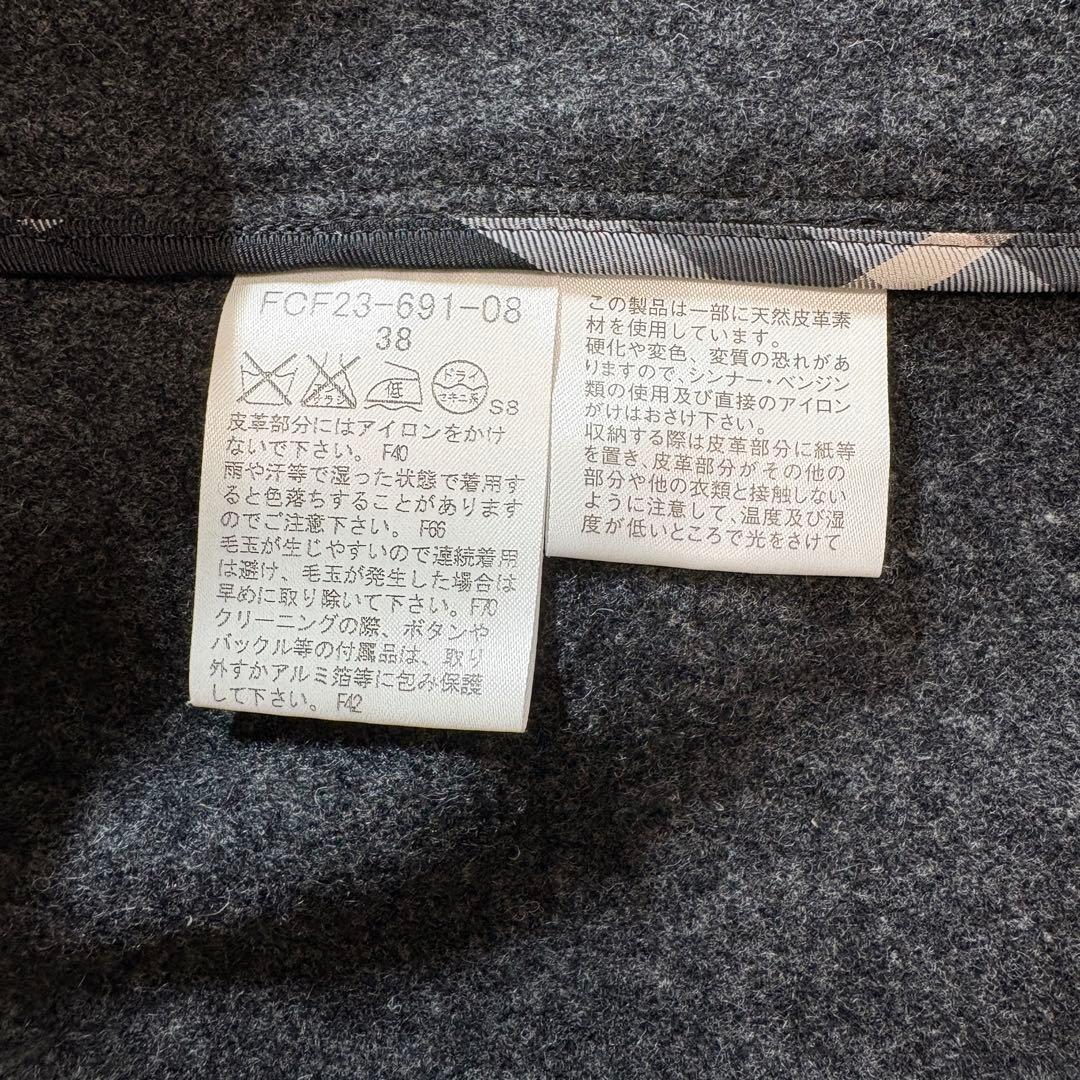 FCF23-691-08
38
エンソ
サラシ
低
ドライ
セキユ系
S8
皮革部分にはアイロンをかけ
ないで下さい。 F40
雨や汗等で湿った状態で着用す
ると色落ちすることがあります
のでご注意下さい。 F66
毛玉が生じやすいので連続着用
は避け、毛玉が発生した場合は
早めに取り除いて下さい。F70
クリーニングの際、ボタンや
バックル等の付属品は、取り
外すかアルミ箔等に包み保護
して下さい。 F42
この製品は一部に天然皮革素
材を使用しています。
硬化や変色、変質の恐れがあ
りますので、シンナー・ベンジン
類の使用及び直接のアイロン
がけはおさけ下さい。
収納する際は皮革部分に紙等
を置き、皮革部分がその他の
部分や他の衣類と接触しない
ように注意して、温度及び湿
度が低いところで光をさけて